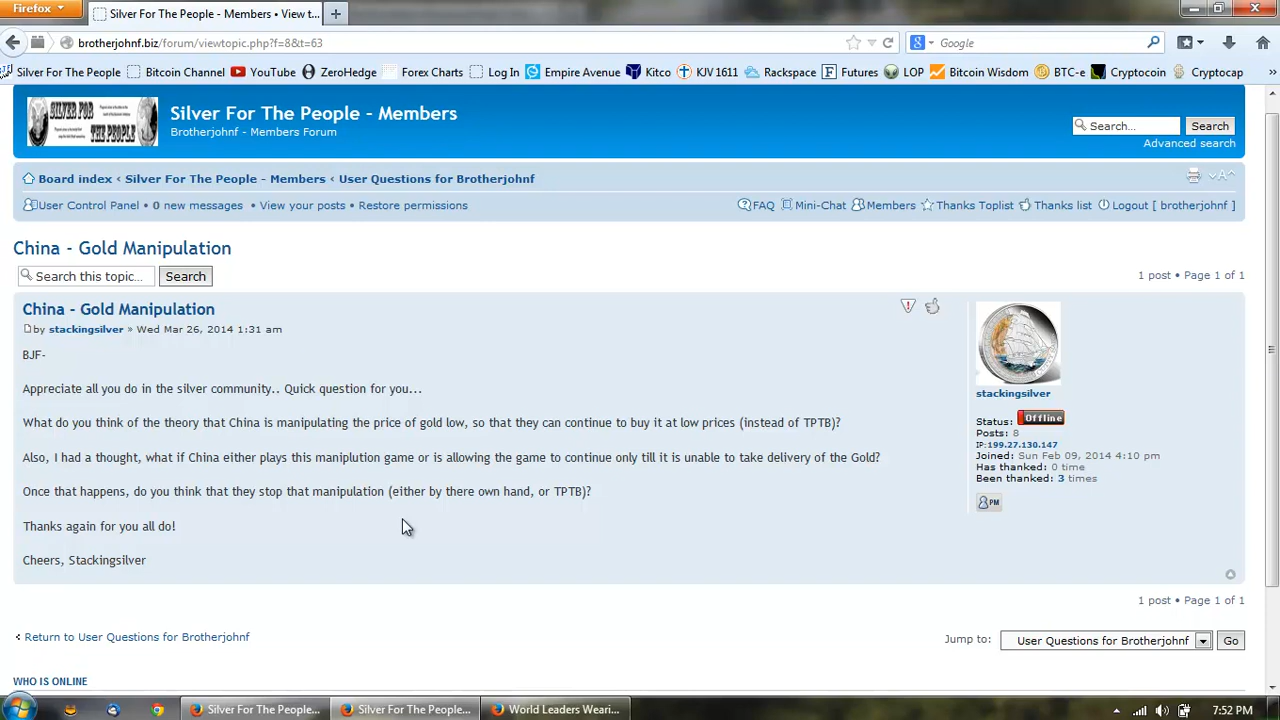 Firefox
Silver For The People - Members • View t...
brotherjohnf.biz/forum/viewtopic.php?f=8&t=63
Google
Silver For The People
Bitcoin Channel
YouTube
ZeroHedge
Forex Charts
Log In
Empire Avenue
Kitco
KJV 1611
Rackspace
Futures
LOP
Bitcoin Wisdom
BTC-e
Cryptocoin
Cryptocap
SILVER FOR
THE PEOPLE
Silver For The People - Members
Brotherjohnf - Members Forum
Search...
Search
Advanced search
Board index ‹ Silver For The People - Members ‹ User Questions for Brotherjohnf
User Control Panel • 0 new messages • View your posts • Restore permissions
FAQ Mini-Chat Members Thanks Toplist Thanks list Logout [ brotherjohnf ]
China - Gold Manipulation
Search this topic...
Search
1 post • Page 1 of 1
China - Gold Manipulation
by stackingsilver » Wed Mar 26, 2014 1:31 am
BJF-
Appreciate all you do in the silver community.. Quick question for you...
What do you think of the theory that China is manipulating the price of gold low, so that they can continue to buy it at low prices (instead of TPTB)?
Also, I had a thought, what if China either plays this maniplution game or is allowing the game to continue only till it is unable to take delivery of the Gold?
Once that happens, do you think that they stop that manipulation (either by there own hand, or TPTB)?
Thanks again for you all do!
Cheers, Stackingsilver
stackingsilver
Status: Offline
Posts: 8
IP: 199.27.130.147
Joined: Sun Feb 09, 2014 4:10 pm
Has thanked: 0 time
Been thanked: 3 times
PM
1 post • Page 1 of 1
Return to User Questions for Brotherjohnf
Jump to: User Questions for Brotherjohnf
Go
WHO IS ONLINE
Silver For The People...
Silver For The People...
World Leaders Weari...
7:52 PM